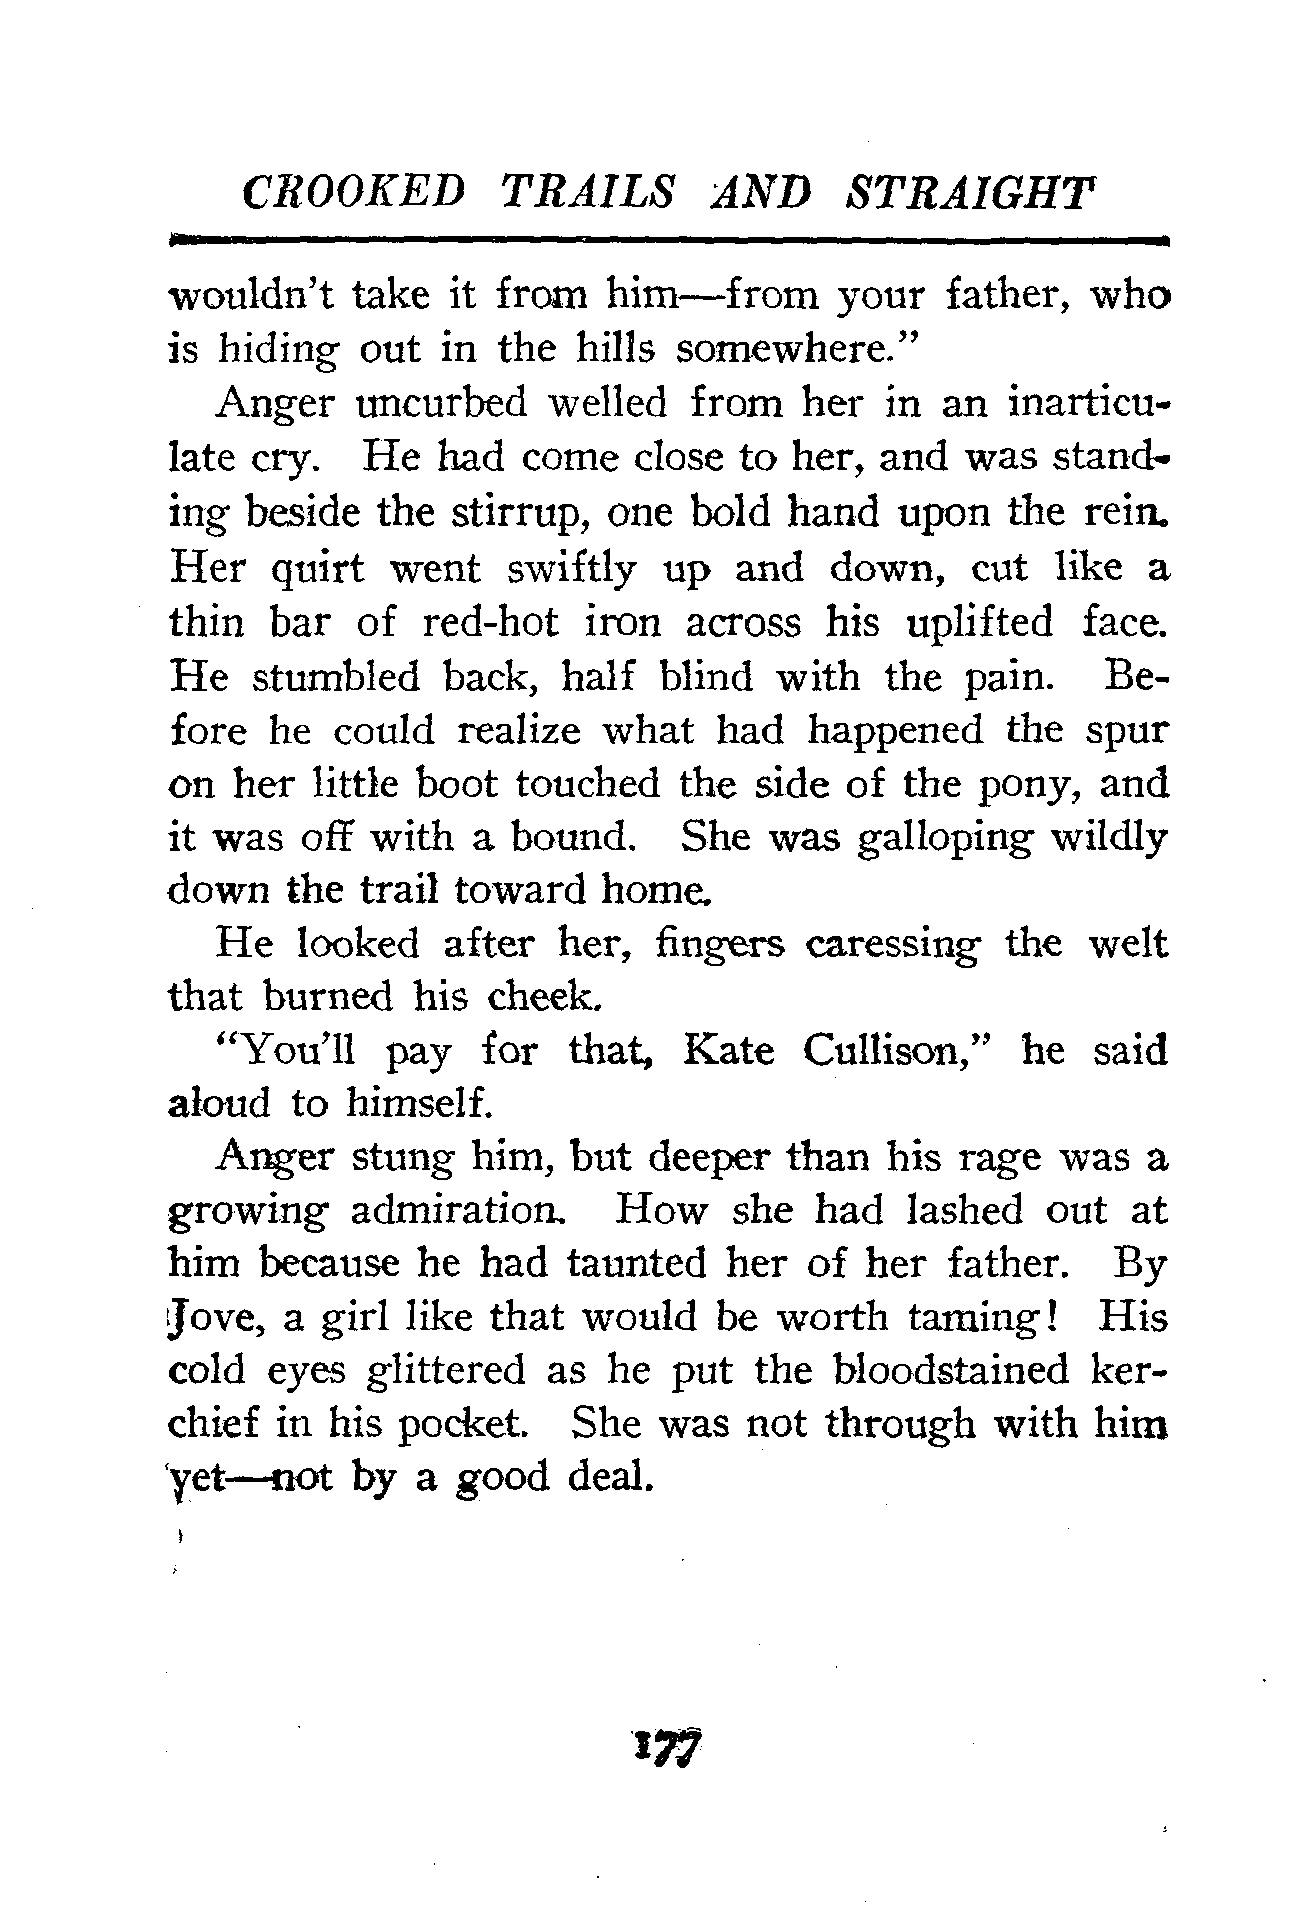 CROOKED TRAILS AND STRAIGHT
wouldn't take it from him—from your father, who
is hiding out in the hills somewhere."
Anger uncurbed welled from her in an inarticu-
late cry. He had come close to her, and was stand-
ing beside the stirrup, one bold hand upon the rein.
Her quirt went swiftly up and down, cut like a
thin bar of red-hot iron across his uplifted face.
He stumbled back, half blind with the pain. Be-
fore he could realize what had happened the spur
on her little boot touched the side of the pony, and
it was off with a bound. She was galloping wildly
down the trail toward home.
He looked after her, fingers caressing the welt
that burned his cheek.
"You'll pay for that, Kate Cullison," he said
aloud to himself.
Anger stung him, but deeper than his rage was a
growing admiration. How she had lashed out at
him because he had taunted her of her father. By
Jove, a girl like that would be worth taming! His
cold eyes glittered as he put the bloodstained ker-
chief in his pocket. She was not through with him
yet—not by a good deal.
177